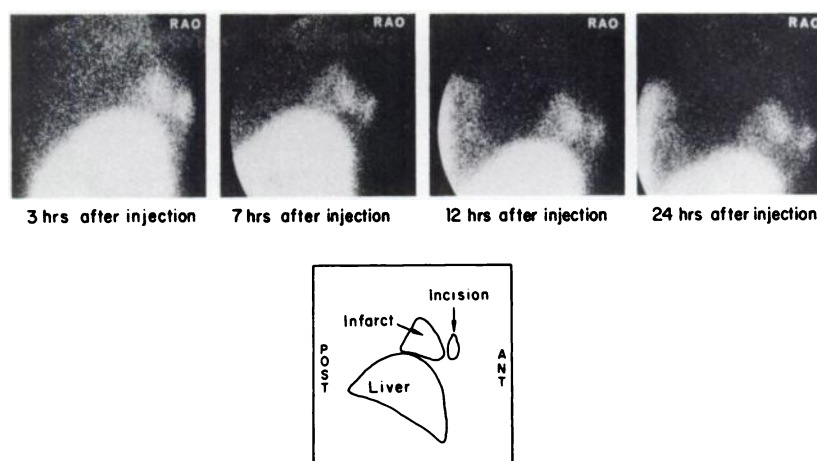 RAO
RAO
RAO
RAO
3 hrs after injection
7 hrs after injection
12 hrs after injection
24 hrs after injection
Incision
Infarct
POST
ANT
Liver